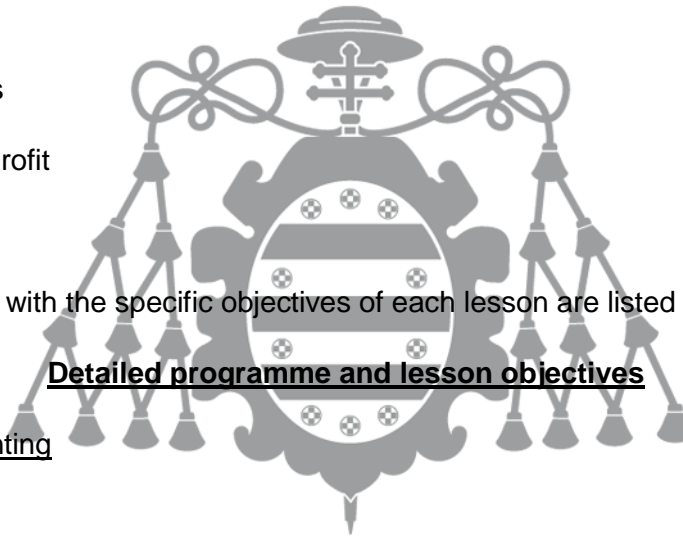 s
rofit
with the specific objectives of each lesson are listed
Detailed programme and lesson objectives
nting